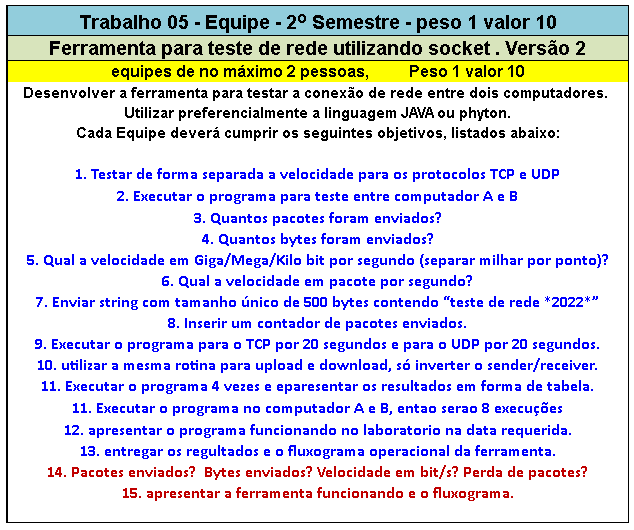 Trabalho 05 - Equipe - 2º Semestre - peso 1 valor 10
Ferramenta para teste de rede utilizando socket . Versão 2
equipes de no máximo 2 pessoas, Peso 1 valor 10
Desenvolver a ferramenta para testar a conexão de rede entre dois computadores.
Utilizar preferencialmente a linguagem JAVA ou phyton.
Cada Equipe deverá cumprir os seguintes objetivos, listados abaixo:
1. Testar de forma separada a velocidade para os protocolos TCP e UDP
2. Executar o programa para teste entre computador A e B
3. Quantos pacotes foram enviados?
4. Quantos bytes foram enviados?
5. Qual a velocidade em Giga/Mega/Kilo bit por segundo (separar milhar por ponto)?
6. Qual a velocidade em pacote por segundo?
7. Enviar string com tamanho único de 500 bytes contendo “teste de rede *2022*”
8. Inserir um contador de pacotes enviados.
9. Executar o programa para o TCP por 20 segundos e para o UDP por 20 segundos.
10. utilizar a mesma rotina para upload e download, só inverter o sender/receiver.
11. Executar o programa 4 vezes e eparesentar os resultados em forma de tabela.
11. Executar o programa no computador A e B, entao serao 8 execuções
12. apresentar o programa funcionando no laboratorio na data requerida.
13. entregar os regultados e o fluxograma operacional da ferramenta.
14. Pacotes enviados? Bytes enviados? Velocidade em bit/s? Perda de pacotes?
15. apresentar a ferramenta funcionando e o fluxograma.